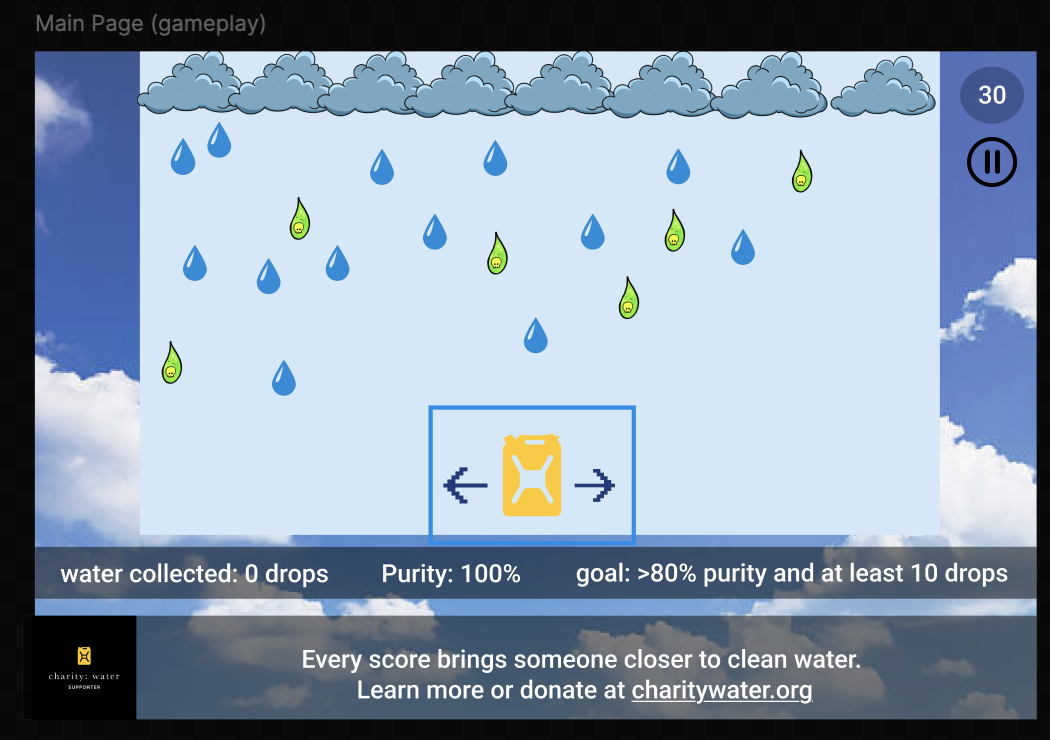 Main Page (gameplay)
30
water collected: 0 drops
Purity: 100%
goal: >80% purity and at least 10 drops
charity: water
SUPPORTER
Every score brings someone closer to clean water.
Learn more or donate at charitywater.org